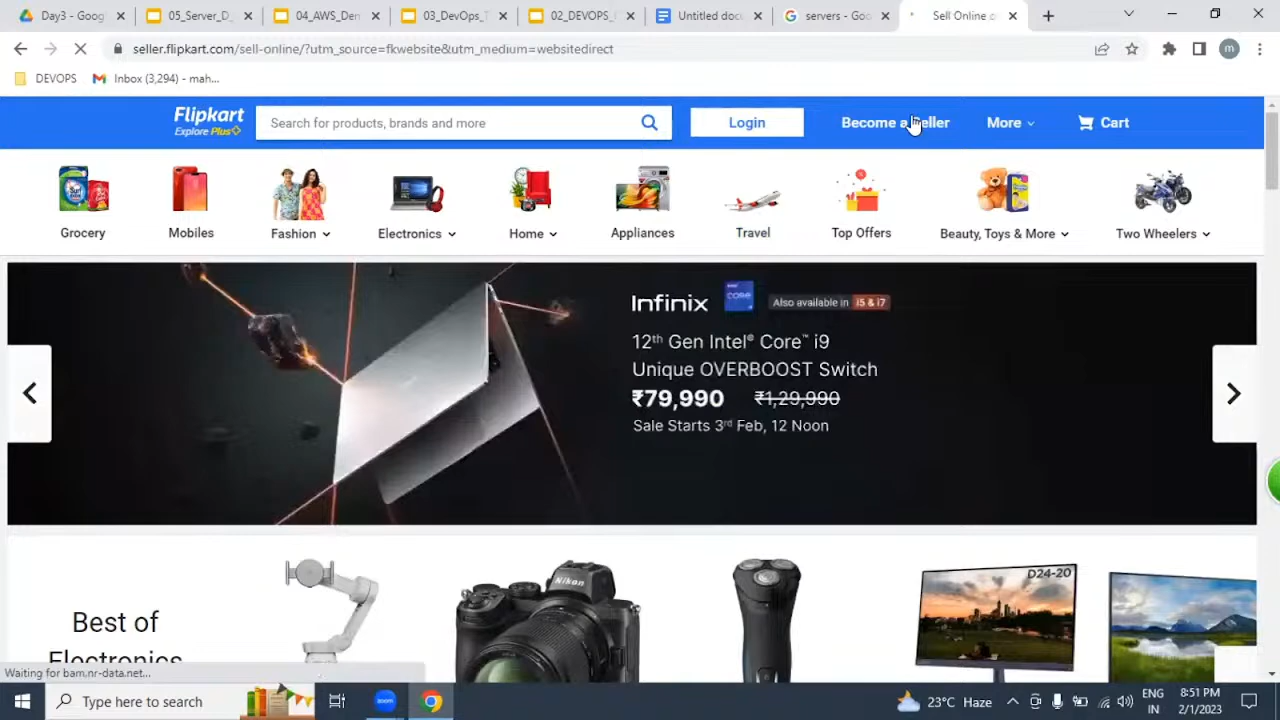 Day3 - Goog
05_Server_D_
04_AWS_Den
03_DevOps_T
02_DEVOPS_
Untitled doc
servers - Goo
Sell Online o
seller.flipkart.com/sell-online/?utm_source=fkwebsite&utm_medium=websitedirect
m
DEVOPS
Inbox (3,294) - mah...
Flipkart
Explore Plus
Search for products, brands and more
Login
Become a Seller
More
Cart
Grocery
Mobiles
Fashion
Electronics
Home
Appliances
Travel
Top Offers
Beauty, Toys & More
Two Wheelers
Infinix
CORE
Also available in i5 & i7
12th Gen Intel® Core™ i9
Unique OVERBOOST Switch
₹79,990 ₹1,29,990
Sale Starts 3rd Feb, 12 Noon
Best of
Electronics
Nikon
D24-20
Waiting for bam.nr-data.net...
Type here to search
zoom
23°C Haze
ENG
IN
8:51 PM
2/1/2023